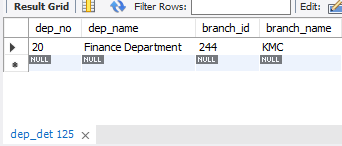 Result Grid Filter Rows: Edit:
dep_no dep_name branch_id branch_name
20 Finance Department 244 KMC
NULL NULL NULL NULL
dep_det 125